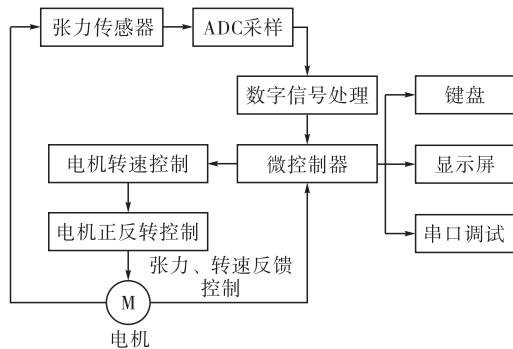 张力传感器
ADC采样
数字信号处理
键盘
电机转速控制
微控制器
显示屏
电机正反转控制
串口调试
张力、转速反馈
控制
M
电机